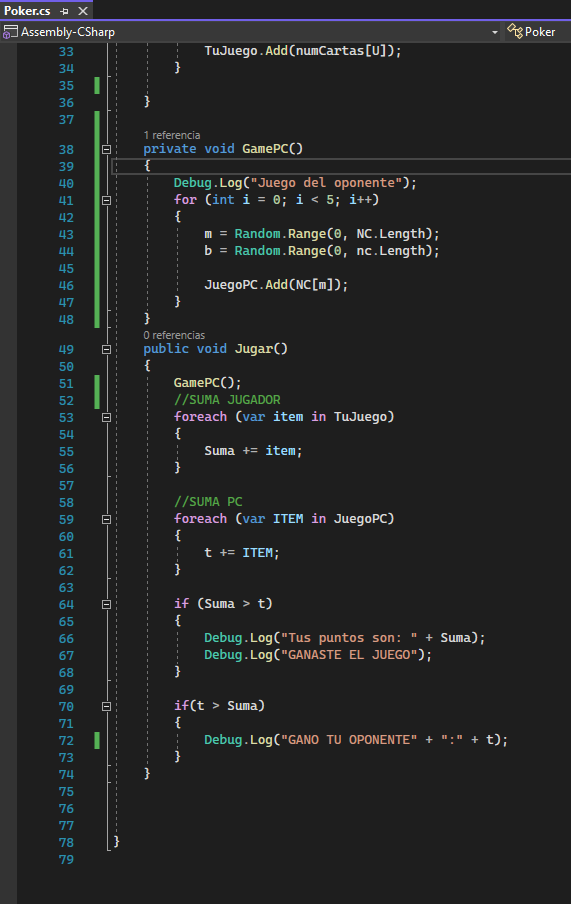 Poker.cs
Assembly-CSharp Poker
33 TuJuego.Add(numCartas[U]);
34 }
35
36 }
37
1 referencia
38 private void GamePC()
39 {
40 Debug.Log("Juego del oponente");
41 for (int i = 0; i < 5; i++)
42 {
43 m = Random.Range(0, NC.Length);
44 b = Random.Range(0, nc.Length);
45
46 JuegoPC.Add(NC[m]);
47 }
48 }
0 referencias
49 public void Jugar()
50 {
51 GamePC();
52 //SUMA JUGADOR
53 foreach (var item in TuJuego)
54 {
55 Suma += item;
56 }
57
58 //SUMA PC
59 foreach (var ITEM in JuegoPC)
60 {
61 t += ITEM;
62 }
63
64 if (Suma > t)
65 {
66 Debug.Log("Tus puntos son: " + Suma);
67 Debug.Log("GANASTE EL JUEGO");
68 }
69
70 if(t > Suma)
71 {
72 Debug.Log("GANO TU OPONENTE" + ":" + t);
73 }
74 }
75
76
77
78 }
79